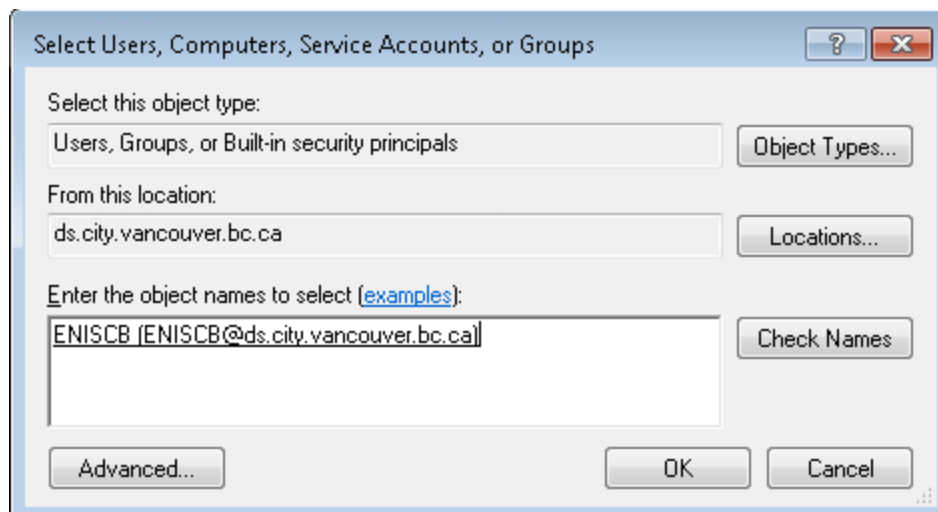 Select Users, Computers, Service Accounts, or Groups
Select this object type:
Users, Groups, or Built-in security principals
Object Types...
From this location:
ds.city.vancouver.bc.ca
Locations...
Enter the object names to select (examples):
ENISCB (ENISCB@ds.city.vancouver.bc.ca)
Check Names
Advanced...
OK
Cancel